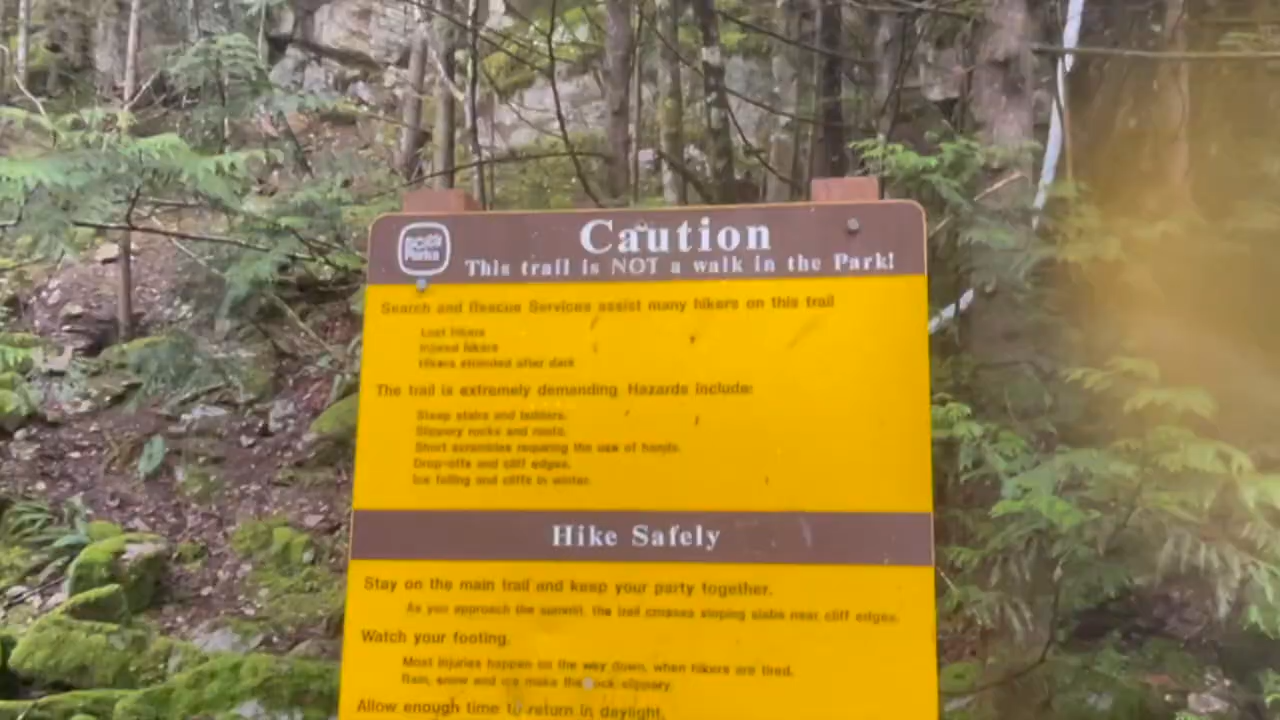 BC
Parks
Caution
This trail is NOT a walk in the Park!
Search and Rescue Services assist many hikers on this trail
Lost hikers
Injured hikers
Hikers stranded after dark
The trail is extremely demanding. Hazards include:
Steep stairs and ladders.
Slippery rocks and roots.
Short scrambles requiring the use of hands.
Drop-offs and cliff edges.
Ice falling and cliffs in winter.
Hike Safely
Stay on the main trail and keep your party together.
As you approach the summit, the trail crosses sloping slabs near cliff edges.
Watch your footing.
Most injuries happen on the way down, when hikers are tired.
Rain, snow and ice make the rock slippery.
Allow enough time to return in daylight.